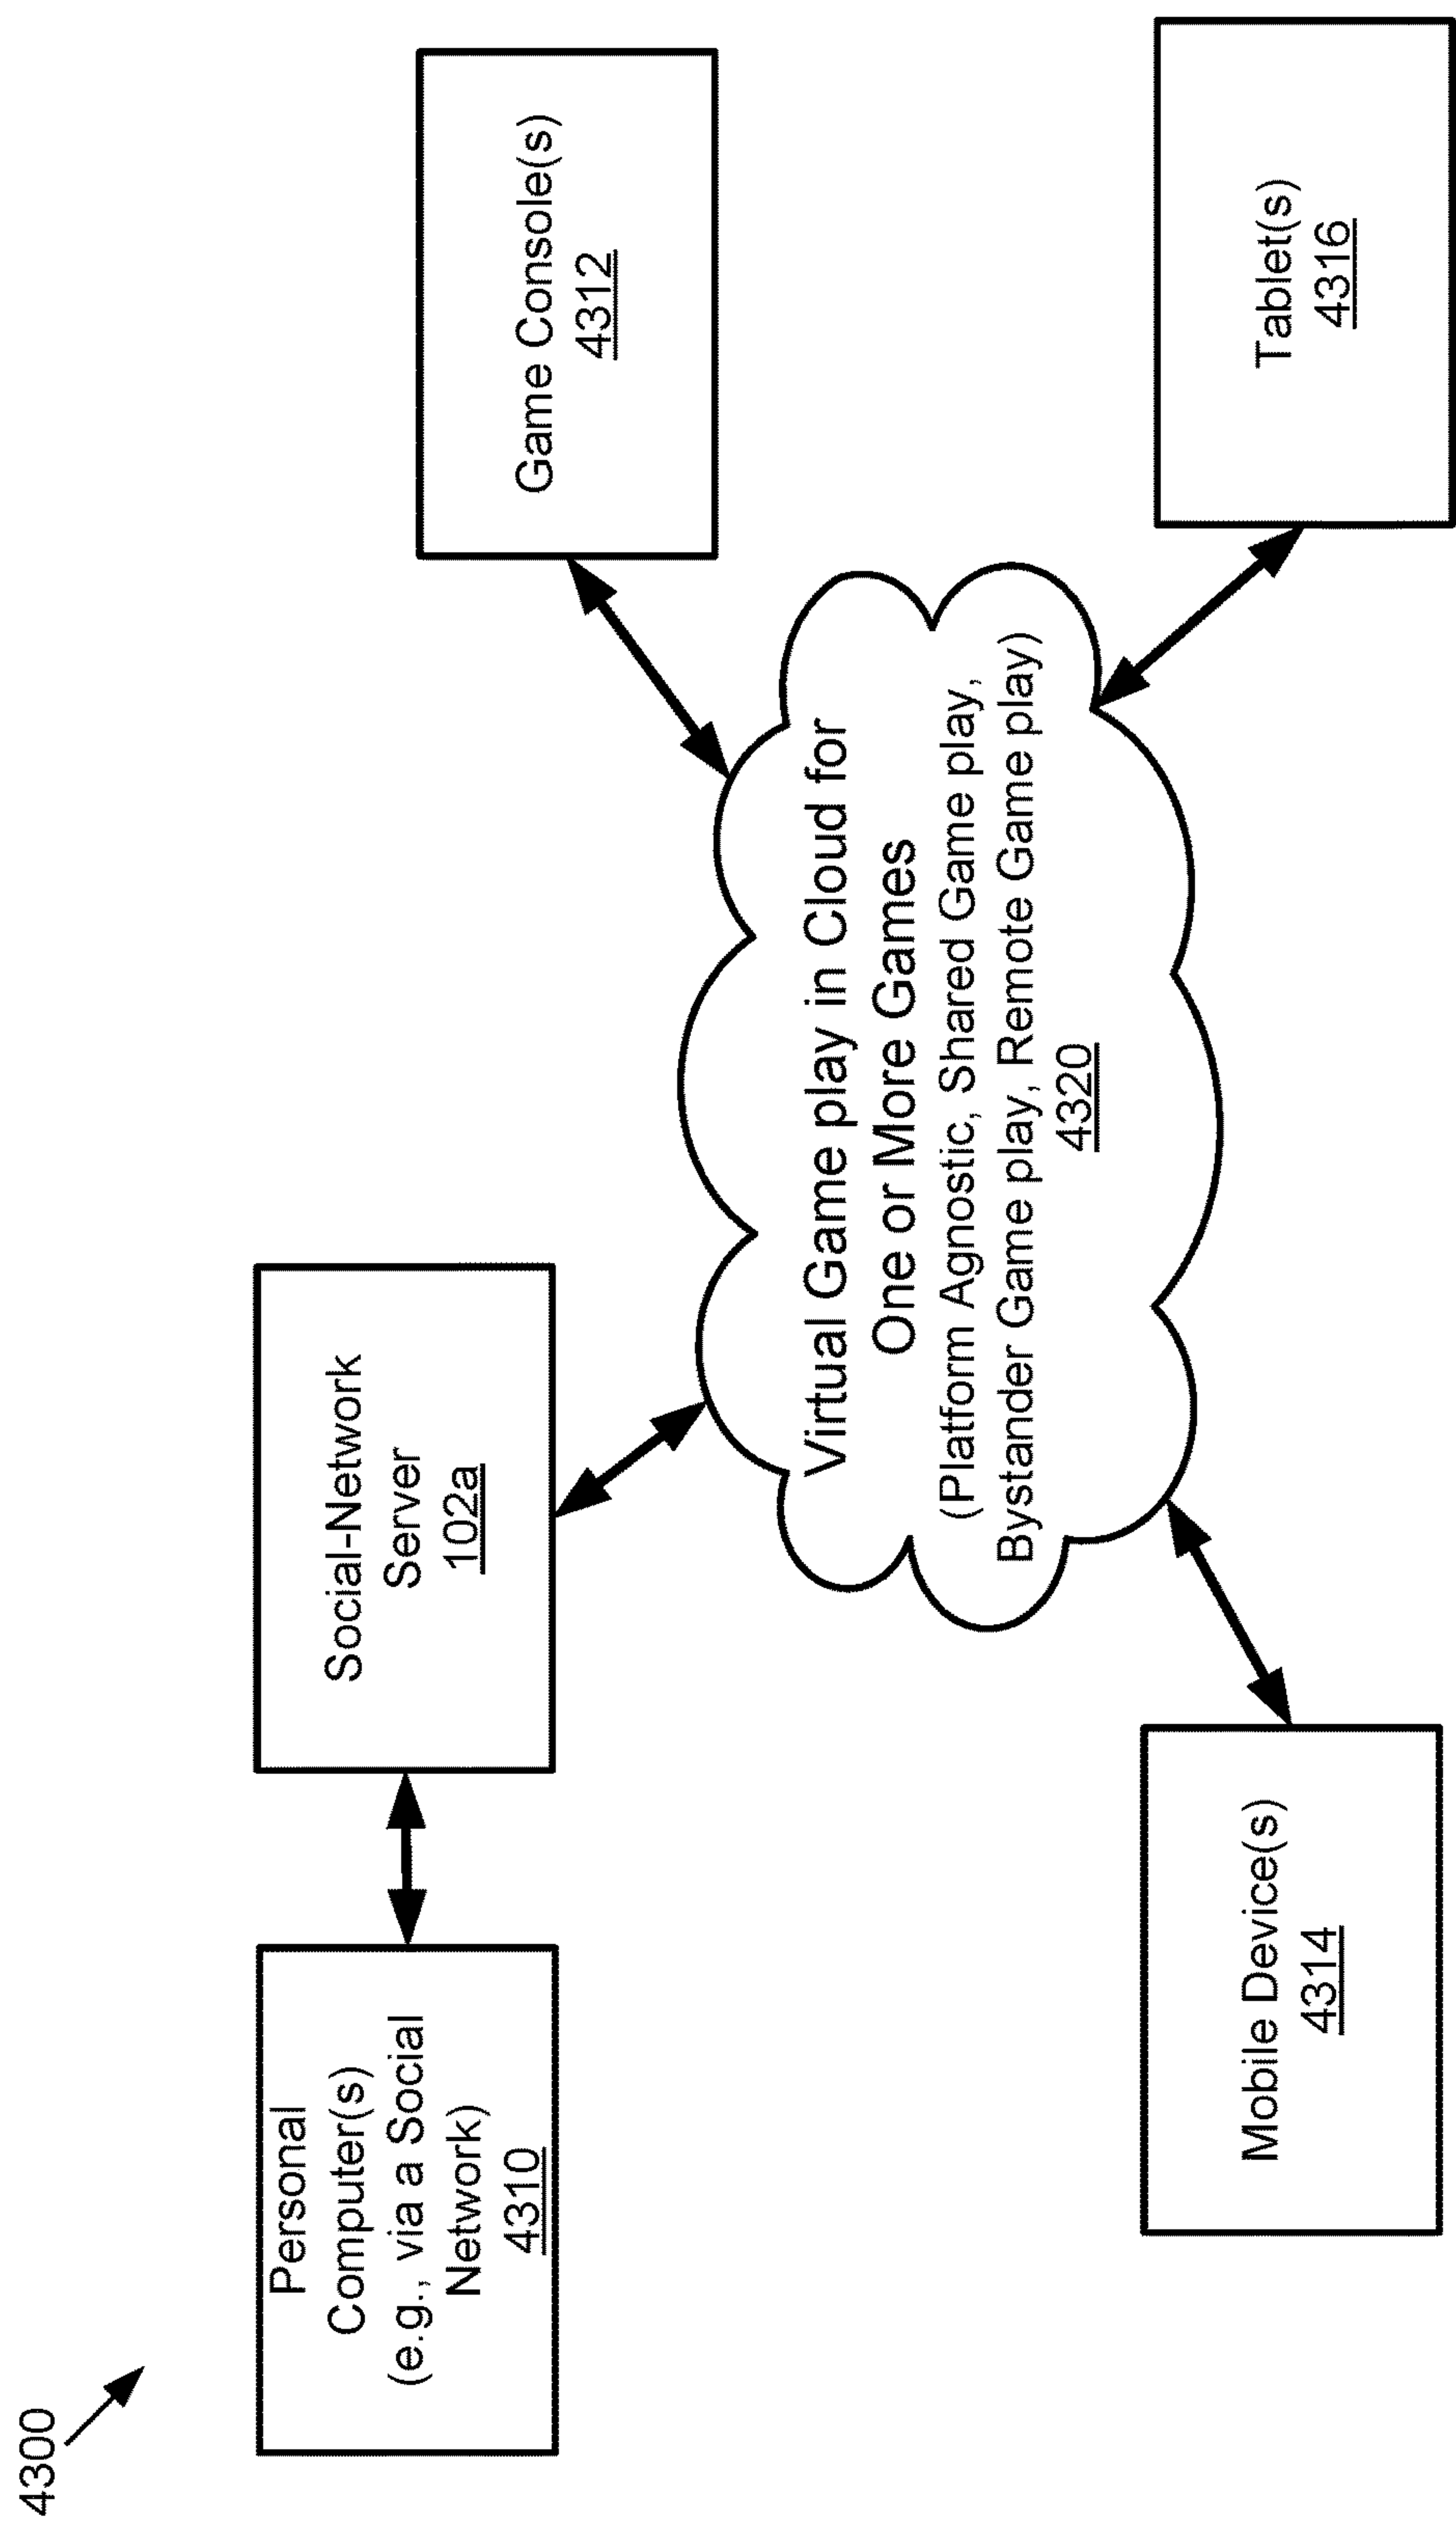 4300
Personal
Computer(s)
(e.g., via a Social
Network)
4310
Social-Network
Server
102a
Game Console(s)
4312
Virtual Game play in Cloud for
One or More Games
(Platform Agnostic, Shared Game play,
Bystander Game play, Remote Game play)
4320
Mobile Device(s)
4314
Tablet(s)
4316